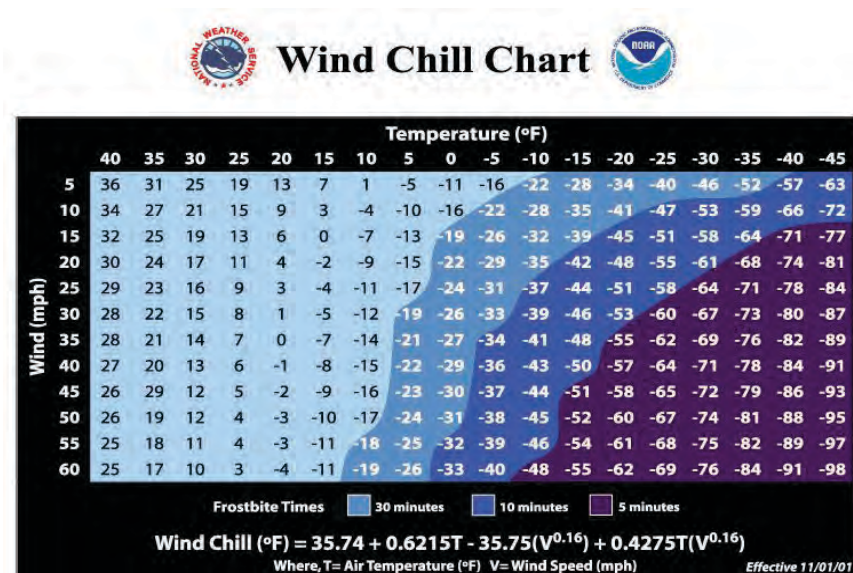 NATIONAL WEATHER SERVICE
Wind Chill Chart
NOAA
Temperature (ºF)
40 35 30 25 20 15 10 5 0 -5 -10 -15 -20 -25 -30 -35 -40 -45
Wind (mph)
5 36 31 25 19 13 7 1 -5 -11 -16 -22 -28 -34 -40 -46 -52 -57 -63
10 34 27 21 15 9 3 -4 -10 -16 -22 -28 -35 -41 -47 -53 -59 -66 -72
15 32 25 19 13 6 0 -7 -13 -19 -26 -32 -39 -45 -51 -58 -64 -71 -77
20 30 24 17 11 4 -2 -9 -15 -22 -29 -35 -42 -48 -55 -61 -68 -74 -81
25 29 23 16 9 3 -4 -11 -17 -24 -31 -37 -44 -51 -58 -64 -71 -78 -84
30 28 22 15 8 1 -5 -12 -19 -26 -33 -39 -46 -53 -60 -67 -73 -80 -87
35 28 21 14 7 0 -7 -14 -21 -27 -34 -41 -48 -55 -62 -69 -76 -82 -89
40 27 20 13 6 -1 -8 -15 -22 -29 -36 -43 -50 -57 -64 -71 -78 -84 -91
45 26 29 12 5 -2 -9 -16 -23 -30 -37 -44 -51 -58 -65 -72 -79 -86 -93
50 26 19 12 4 -3 -10 -17 -24 -31 -38 -45 -52 -60 -67 -74 -81 -88 -95
55 25 18 11 4 -3 -11 -18 -25 -32 -39 -46 -54 -61 -68 -75 -82 -89 -97
60 25 17 10 3 -4 -11 -19 -26 -33 -40 -48 -55 -62 -69 -76 -84 -91 -98
Frostbite Times 30 minutes 10 minutes 5 minutes
Wind Chill (ºF) = 35.74 + 0.6215T - 35.75(V0.16) + 0.4275T(V0.16)
Where, T= Air Temperature (ºF) V= Wind Speed (mph)
Effective 11/01/01